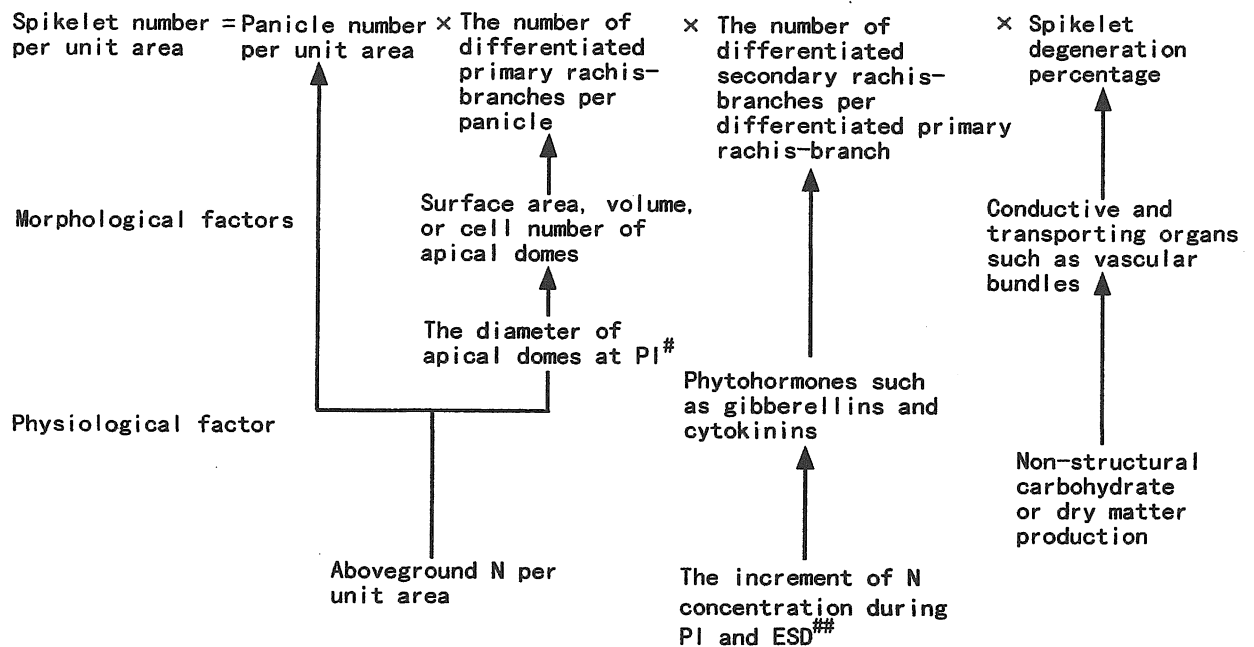 Spikelet number
per unit area
= Panicle number
per unit area
× The number of
differentiated
primary rachis-
branches per
panicle
× The number of
differentiated
secondary rachis-
branches per
differentiated primary
rachis-branch
× Spikelet
degeneration
percentage
Morphological factors
Surface area, volume,
or cell number of
apical domes
Conductive and
transporting organs
such as vascular
bundles
The diameter of
apical domes at PI#
Phytohormones such
as gibberellins and
cytokinins
Physiological factor
Non-structural
carbohydrate
or dry matter
production
Aboveground N per
unit area
The increment of N
concentration during
PI and ESD##